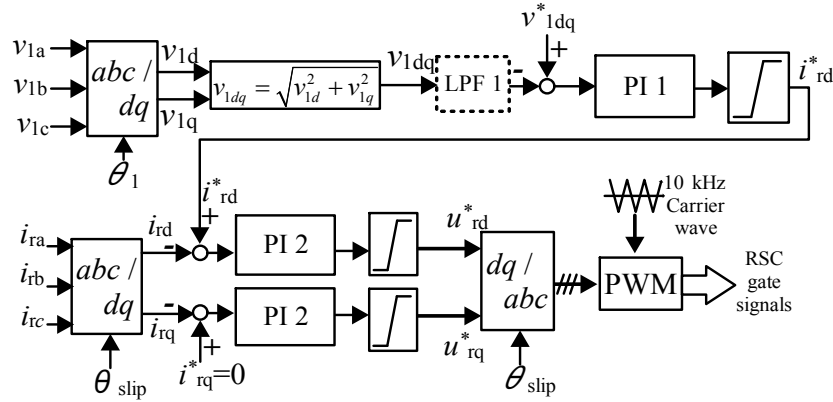 v1a
v1b
v1c
abc /
dq
θ1
v1d
v1q
v1dq = √(v²1d + v²1q)
v1dq
LPF 1
-
v*1dq
+
PI 1
i*rd
i*rd
+
ira
irb
irc
abc /
dq
θslip
ird
-
irq
-
+
i*rq=0
PI 2
PI 2
u*rd
u*rq
dq /
abc
θslip
10 kHz
Carrier
wave
PWM
RSC
gate
signals